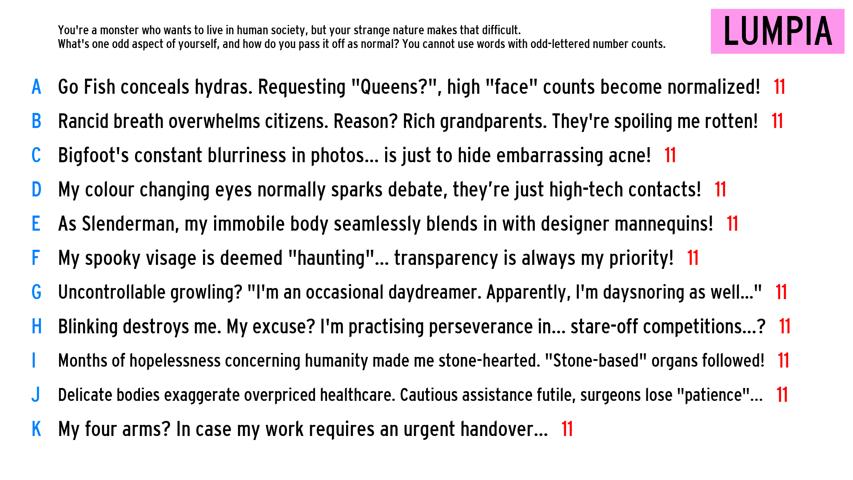 You're a monster who wants to live in human society, but your strange nature makes that difficult.
What's one odd aspect of yourself, and how do you pass it off as normal? You cannot use words with odd-lettered number counts.
LUMPIA
A Go Fish conceals hydras. Requesting "Queens?", high "face" counts become normalized! 11
B Rancid breath overwhelms citizens. Reason? Rich grandparents. They're spoiling me rotten! 11
C Bigfoot's constant blurriness in photos... is just to hide embarrassing acne! 11
D My colour changing eyes normally sparks debate, they’re just high-tech contacts! 11
E As Slenderman, my immobile body seamlessly blends in with designer mannequins! 11
F My spooky visage is deemed "haunting"... transparency is always my priority! 11
G Uncontrollable growling? "I'm an occasional daydreamer. Apparently, I'm daysnoring as well..." 11
H Blinking destroys me. My excuse? I'm practising perseverance in... stare-off competitions...? 11
I Months of hopelessness concerning humanity made me stone-hearted. "Stone-based" organs followed! 11
J Delicate bodies exaggerate overpriced healthcare. Cautious assistance futile, surgeons lose "patience"... 11
K My four arms? In case my work requires an urgent handover... 11